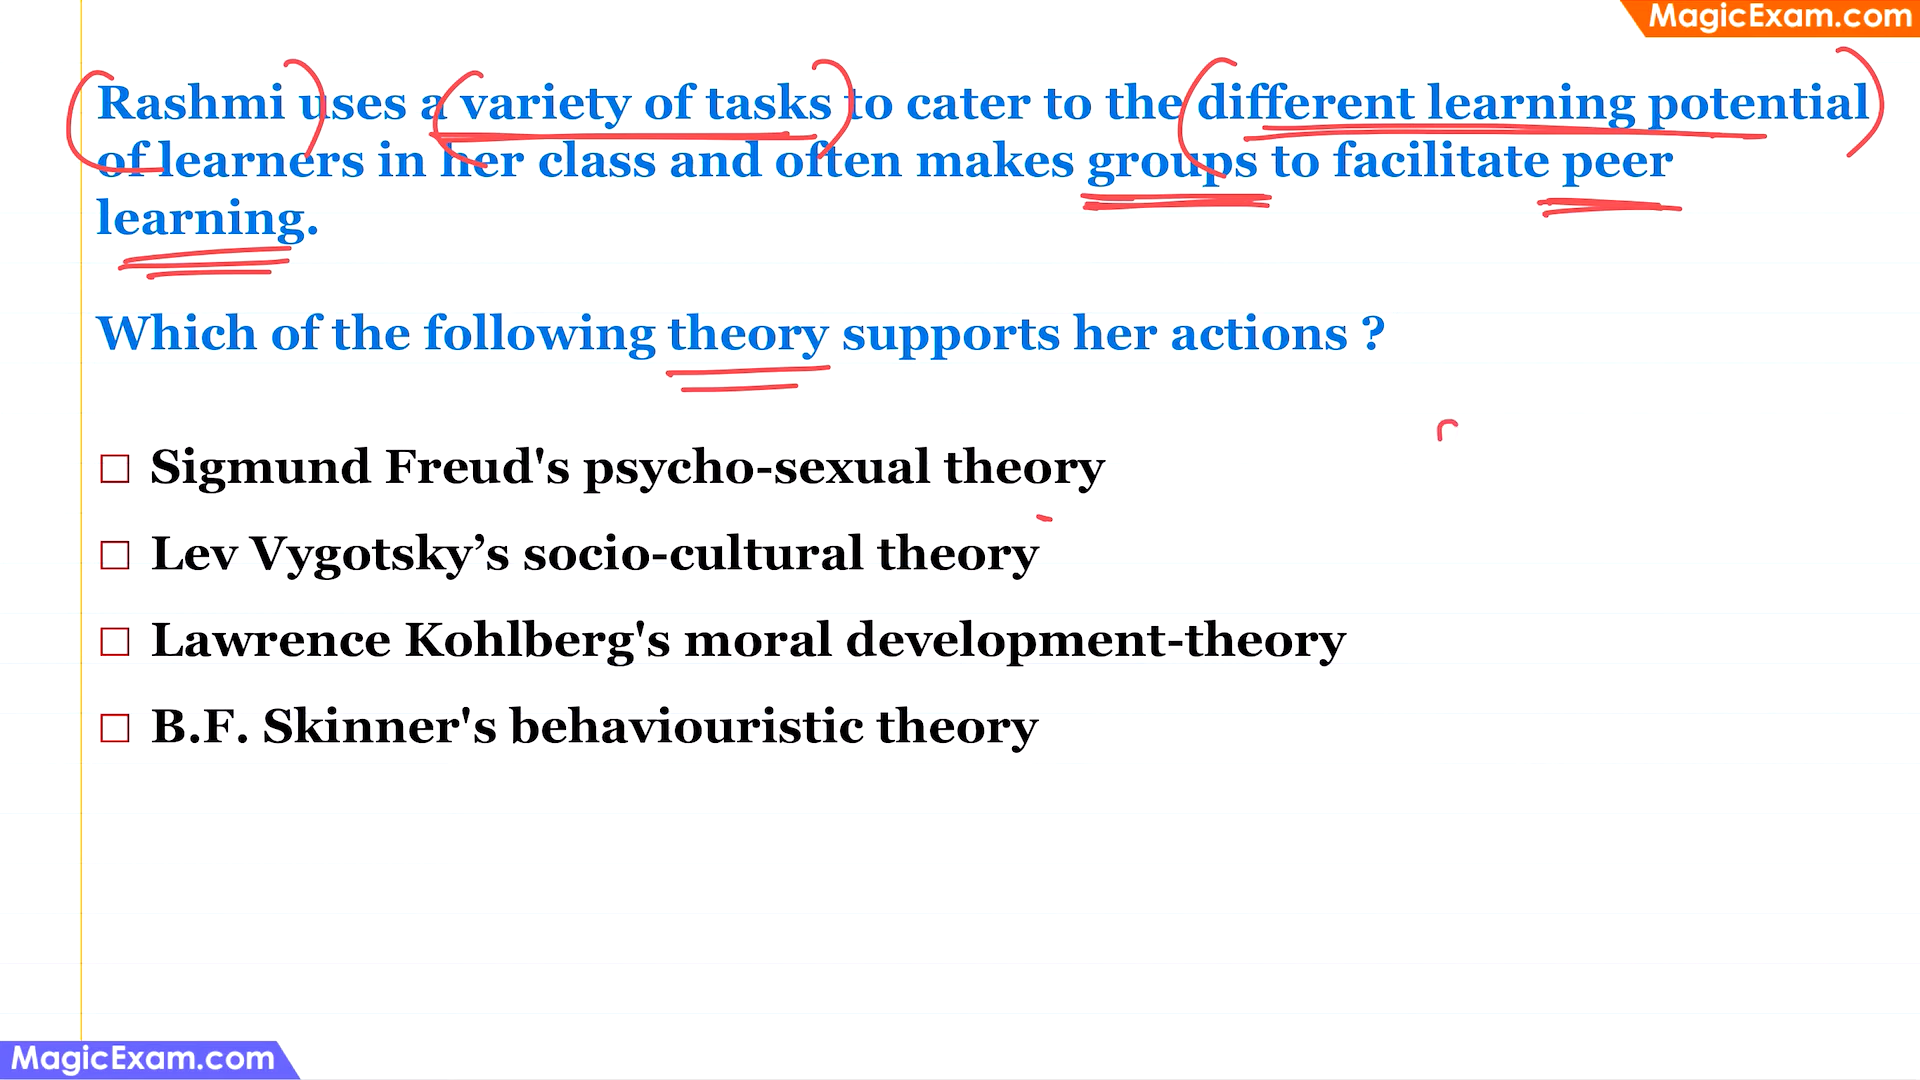 MagicExam.com
Rashmi uses a variety of tasks to cater to the different learning potential
of learners in her class and often makes groups to facilitate peer
learning.
Which of the following theory supports her actions ?
Sigmund Freud's psycho-sexual theory
Lev Vygotsky’s socio-cultural theory
Lawrence Kohlberg's moral development-theory
B.F. Skinner's behaviouristic theory
MagicExam.com